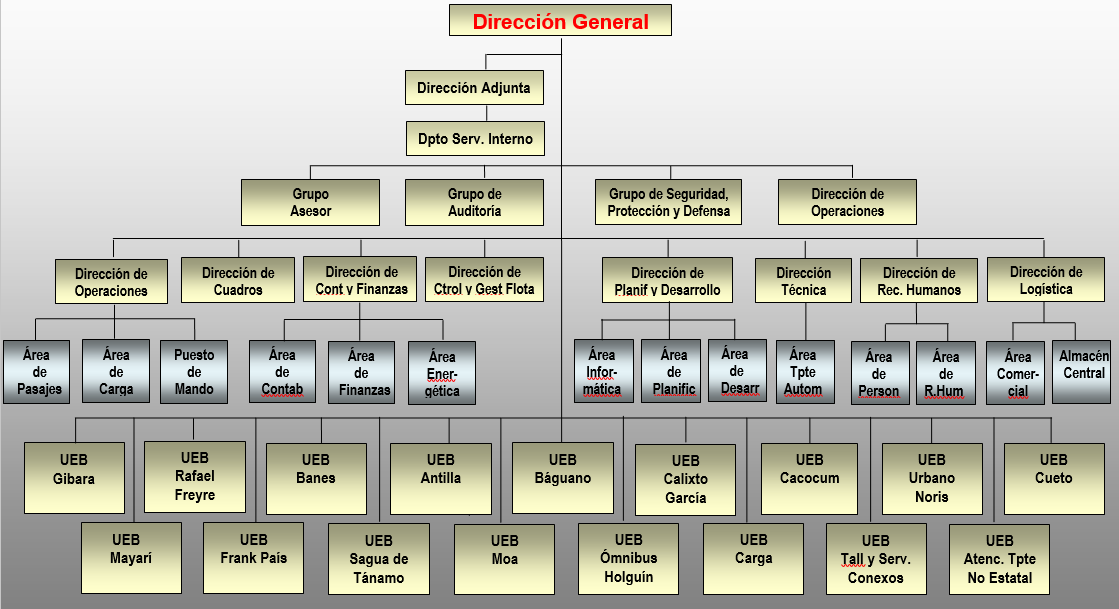 Dirección General
Dirección Adjunta
Dpto Serv. Interno
Grupo
Asesor
Grupo de
Auditoría
Grupo de Seguridad,
Protección y Defensa
Dirección de
Operaciones
Dirección de
Operaciones
Dirección de
Cuadros
Dirección de
Cont y Finanzas
Dirección de
Ctrol y Gest Flota
Dirección de
Planif y Desarrollo
Dirección
Técnica
Dirección de
Rec. Humanos
Dirección de
Logística
Área
de
Pasajes
Área
de
Carga
Puesto
de
Mando
Área
de
Contab
Área
de
Finanzas
Área
Ener-
gética
Área
Infor-
mática
Área
de
Planific
Área
de
Desarr
Área
Tpte
Autom
Área
de
Person
Área
de
R.Hum
Área
Comer-
cial
Almacén
Central
UEB
Gibara
UEB
Rafael
Freyre
UEB
Banes
UEB
Antilla
UEB
Báguano
UEB
Calixto
García
UEB
Cacocum
UEB
Urbano
Noris
UEB
Cueto
UEB
Mayarí
UEB
Frank País
UEB
Sagua de
Tánamo
UEB
Moa
UEB
Ómnibus
Holguín
UEB
Carga
UEB
Tall y Serv.
Conexos
UEB
Atenc. Tpte
No Estatal